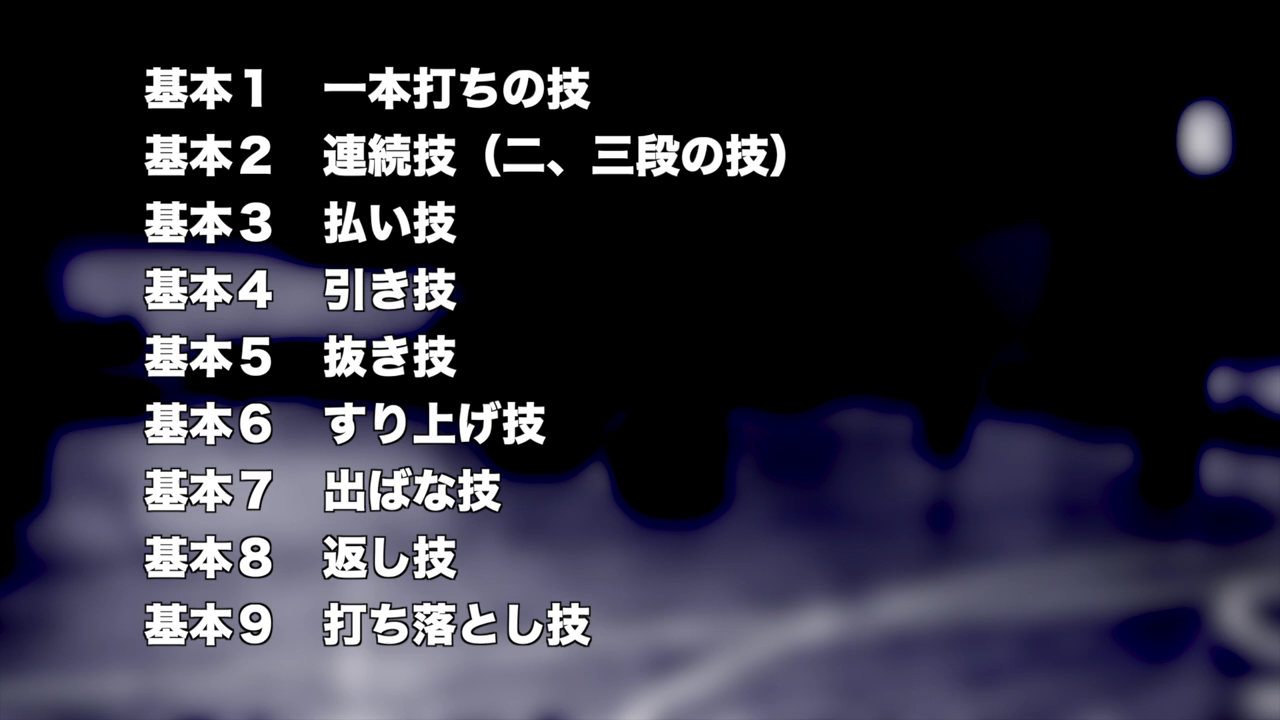 基本１　一本打ちの技
基本２　連続技（二、三段の技）
基本３　払い技
基本４　引き技
基本５　抜き技
基本６　すり上げ技
基本７　出ばな技
基本８　返し技
基本９　打ち落とし技